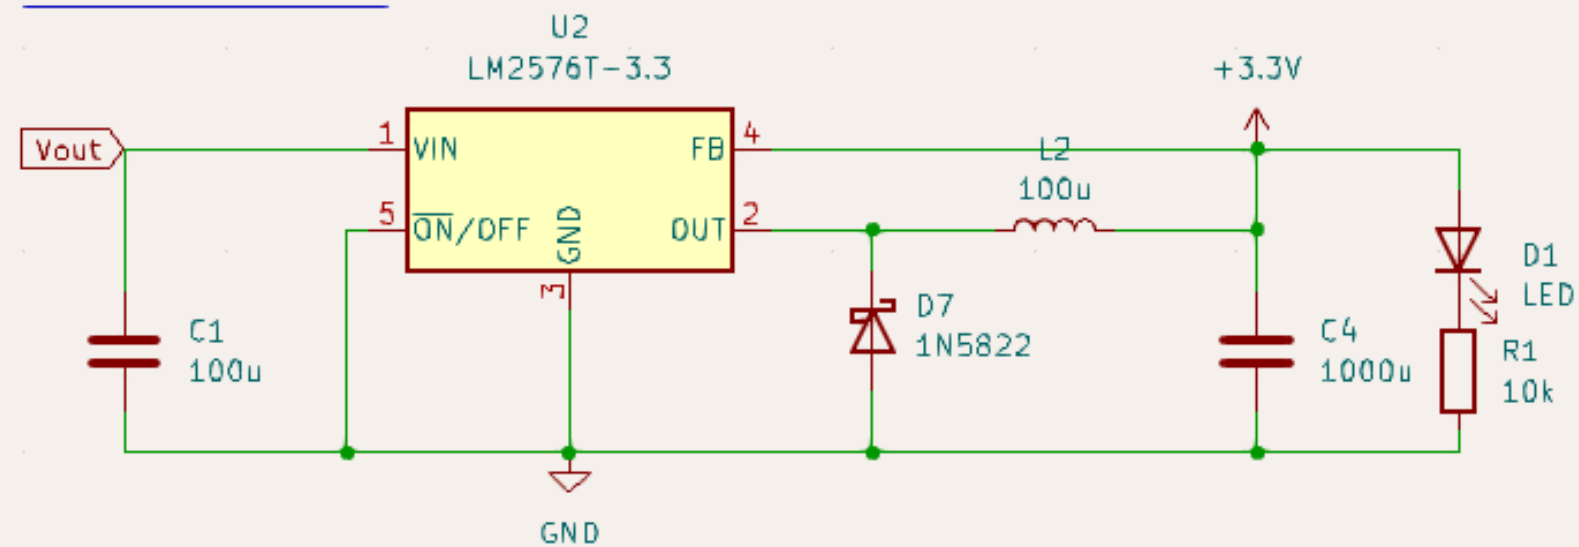 U2
LM2576T-3.3
+3.3V
Vout
1
VIN
FB
4
L2
100u
5
ON/OFF
GND
OUT
2
3
D1
LED
D7
1N5822
C1
100u
C4
1000u
R1
10k
GND